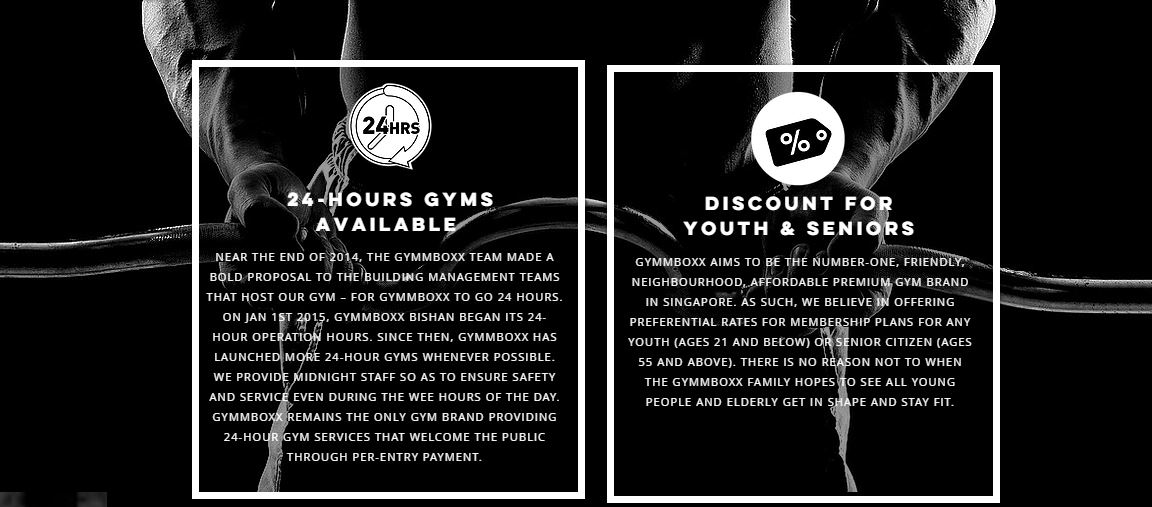 24HRS
24-HOURS GYMS
AVAILABLE
NEAR THE END OF 2014, THE GYMMBOXX TEAM MADE A
BOLD PROPOSAL TO THE BUILDING MANAGEMENT TEAMS
THAT HOST OUR GYM – FOR GYMMBOXX TO GO 24 HOURS.
ON JAN 1ST 2015, GYMMBOXX BISHAN BEGAN ITS 24-
HOUR OPERATION HOURS. SINCE THEN, GYMMBOXX HAS
LAUNCHED MORE 24-HOUR GYMS WHENEVER POSSIBLE.
WE PROVIDE MIDNIGHT STAFF SO AS TO ENSURE SAFETY
AND SERVICE EVEN DURING THE WEE HOURS OF THE DAY.
GYMMBOXX REMAINS THE ONLY GYM BRAND PROVIDING
24-HOUR GYM SERVICES THAT WELCOME THE PUBLIC
THROUGH PER-ENTRY PAYMENT.
%
DISCOUNT FOR
YOUTH & SENIORS
GYMMBOXX AIMS TO BE THE NUMBER-ONE, FRIENDLY,
NEIGHBOURHOOD, AFFORDABLE PREMIUM GYM BRAND
IN SINGAPORE. AS SUCH, WE BELIEVE IN OFFERING
PREFERENTIAL RATES FOR MEMBERSHIP PLANS FOR ANY
YOUTH (AGES 21 AND BELOW) OR SENIOR CITIZEN (AGES
55 AND ABOVE). THERE IS NO REASON NOT TO WHEN
THE GYMMBOXX FAMILY HOPES TO SEE ALL YOUNG
PEOPLE AND ELDERLY GET IN SHAPE AND STAY FIT.